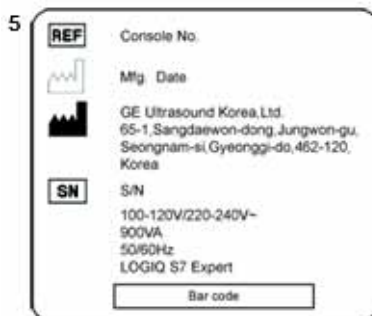 5
REF Console No.
Mfg. Date
GE Ultrasound Korea,Ltd.
65-1,Sangdaewon-dong,Jungwon-gu,
Seongnam-si,Gyeonggi-do,462-120,
Korea
SN S/N
100-120V/220-240V~
900VA
50/60Hz
LOGIQ S7 Expert
Bar code